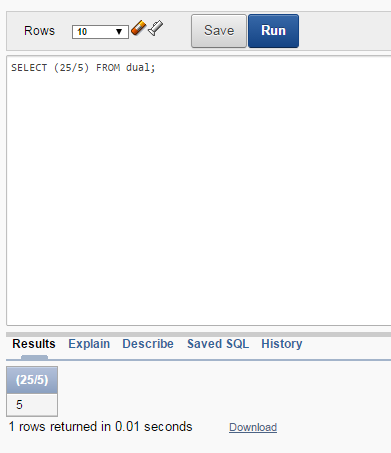 Rows 10 Save Run
SELECT (25/5) FROM dual;
Results Explain Describe Saved SQL History
(25/5)
5
1 rows returned in 0.01 seconds Download